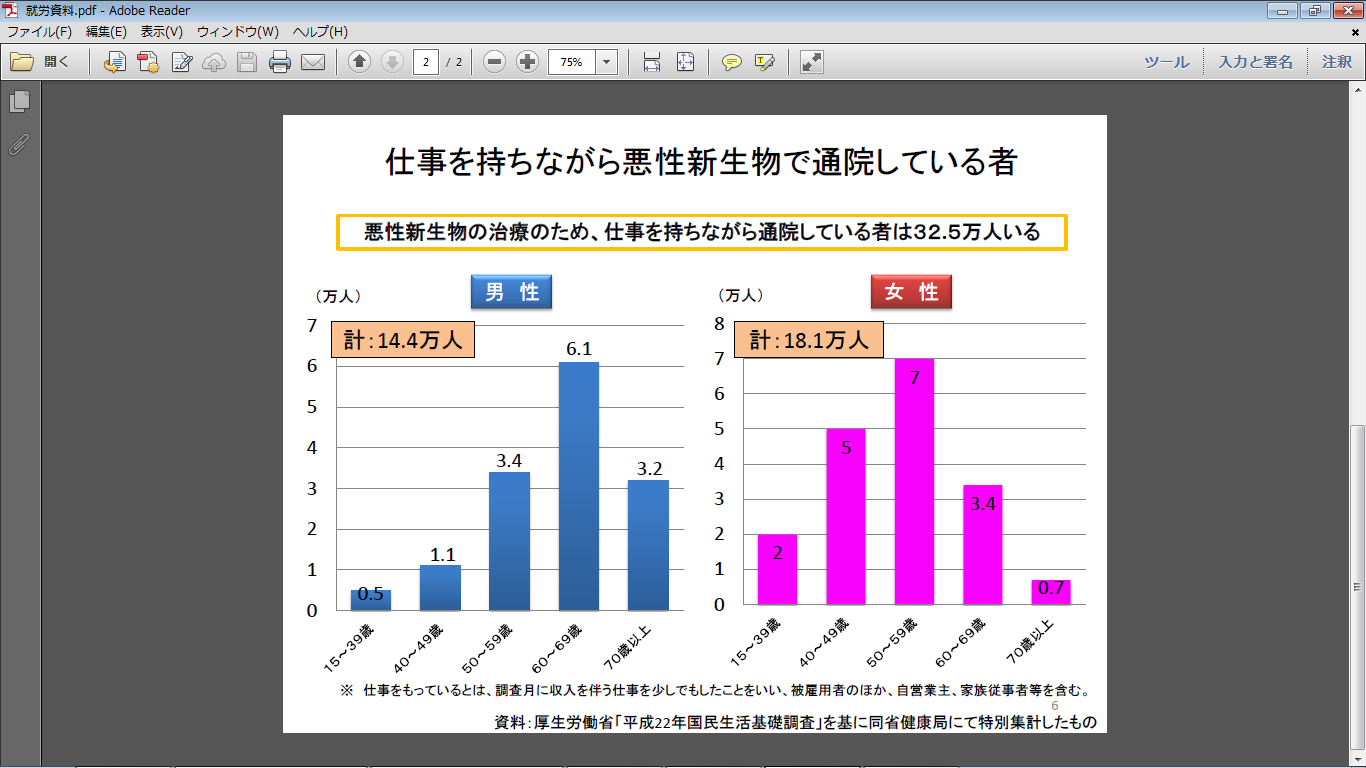 就労資料.pdf - Adobe Reader
ファイル(F) 編集(E) 表示(V) ウィンドウ(W) ヘルプ(H)
開く 2 / 2 75% ツール 入力と署名 注釈
仕事を持ちながら悪性新生物で通院している者
悪性新生物の治療のため、仕事を持ちながら通院している者は32.5万人いる
男 性
(万人)
計：14.4万人
7
6
5
4
3
2
1
0
0.5
1.1
3.4
6.1
3.2
15～39歳
40～49歳
50～59歳
60～69歳
70歳以上
女 性
(万人)
計：18.1万人
8
7
6
5
4
3
2
1
0
2
5
7
3.4
0.7
15～39歳
40～49歳
50～59歳
60～69歳
70歳以上
※ 仕事をもっているとは、調査月に収入を伴う仕事を少しでもしたことをいい、被雇用者のほか、自営業主、家族従事者等を含む。
6
資料：厚生労働省「平成22年国民生活基礎調査」を基に同省健康局にて特別集計したもの